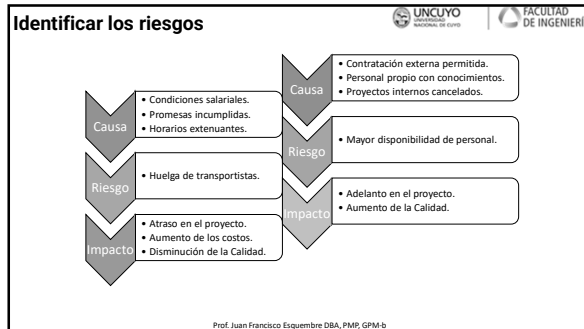 Identificar los riesgos
UNCUYO
UNIVERSIDAD
NACIONAL DE CUYO
FACULTAD
DE INGENIERÍ
Causa
• Condiciones salariales.
• Promesas incumplidas.
• Horarios extenuantes.
Riesgo
• Huelga de transportistas.
Impacto
• Atraso en el proyecto.
• Aumento de los costos.
• Disminución de la Calidad.
Causa
• Contratación externa permitida.
• Personal propio con conocimientos.
• Proyectos internos cancelados.
Riesgo
• Mayor disponibilidad de personal.
Impacto
• Adelanto en el proyecto.
• Aumento de la Calidad.
Prof. Juan Francisco Esquembre DBA, PMP, GPM-b